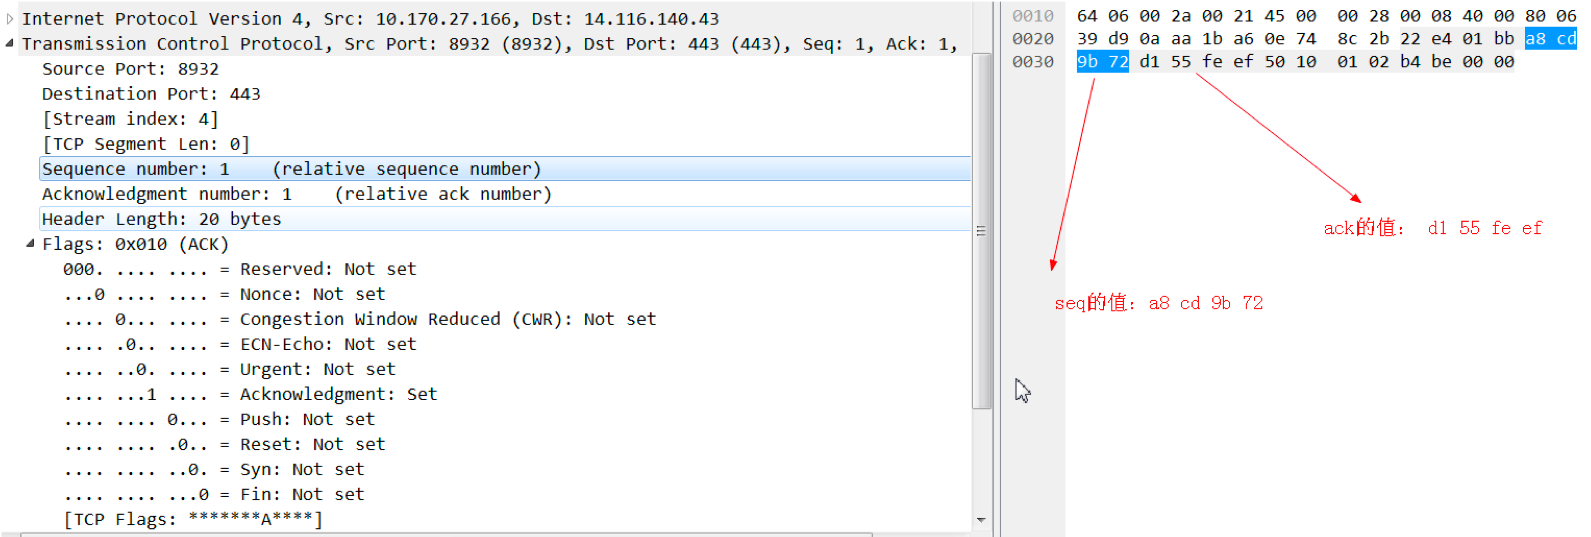 Internet Protocol Version 4, Src: 10.170.27.166, Dst: 14.116.140.43
Transmission Control Protocol, Src Port: 8932 (8932), Dst Port: 443 (443), Seq: 1, Ack: 1,
Source Port: 8932
Destination Port: 443
[Stream index: 4]
[TCP Segment Len: 0]
Sequence number: 1    (relative sequence number)
Acknowledgment number: 1    (relative ack number)
Header Length: 20 bytes
Flags: 0x010 (ACK)
000. .... .... = Reserved: Not set
...0 .... .... = Nonce: Not set
.... 0... .... = Congestion Window Reduced (CWR): Not set
.... .0.. .... = ECN-Echo: Not set
.... ..0. .... = Urgent: Not set
.... ...1 .... = Acknowledgment: Set
.... .... 0... = Push: Not set
.... .... .0.. = Reset: Not set
.... .... ..0. = Syn: Not set
.... .... ...0 = Fin: Not set
[TCP Flags: *******A****]
0010 64 06 00 2a 00 21 45 00 00 28 00 08 40 00 80 06
0020 39 d9 0a aa 1b a6 0e 74 8c 2b 22 e4 01 bb a8 cd
0030 9b 72 d1 55 fe ef 50 10 01 02 b4 be 00 00
ack的值： d1 55 fe ef
seq的值：a8 cd 9b 72